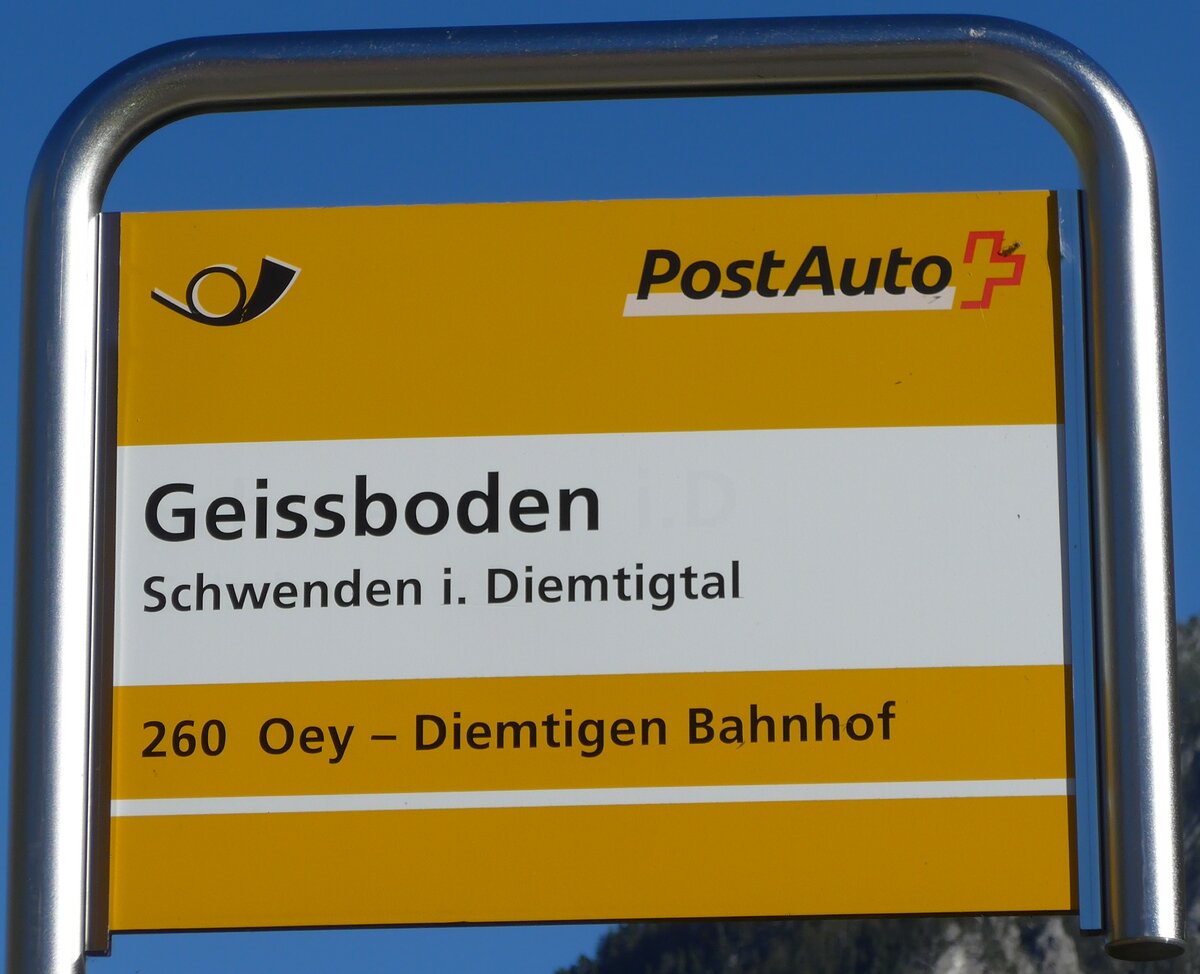 PostAuto
Geissboden
Schwenden i. Diemtigtal
260 Oey – Diemtigen Bahnhof